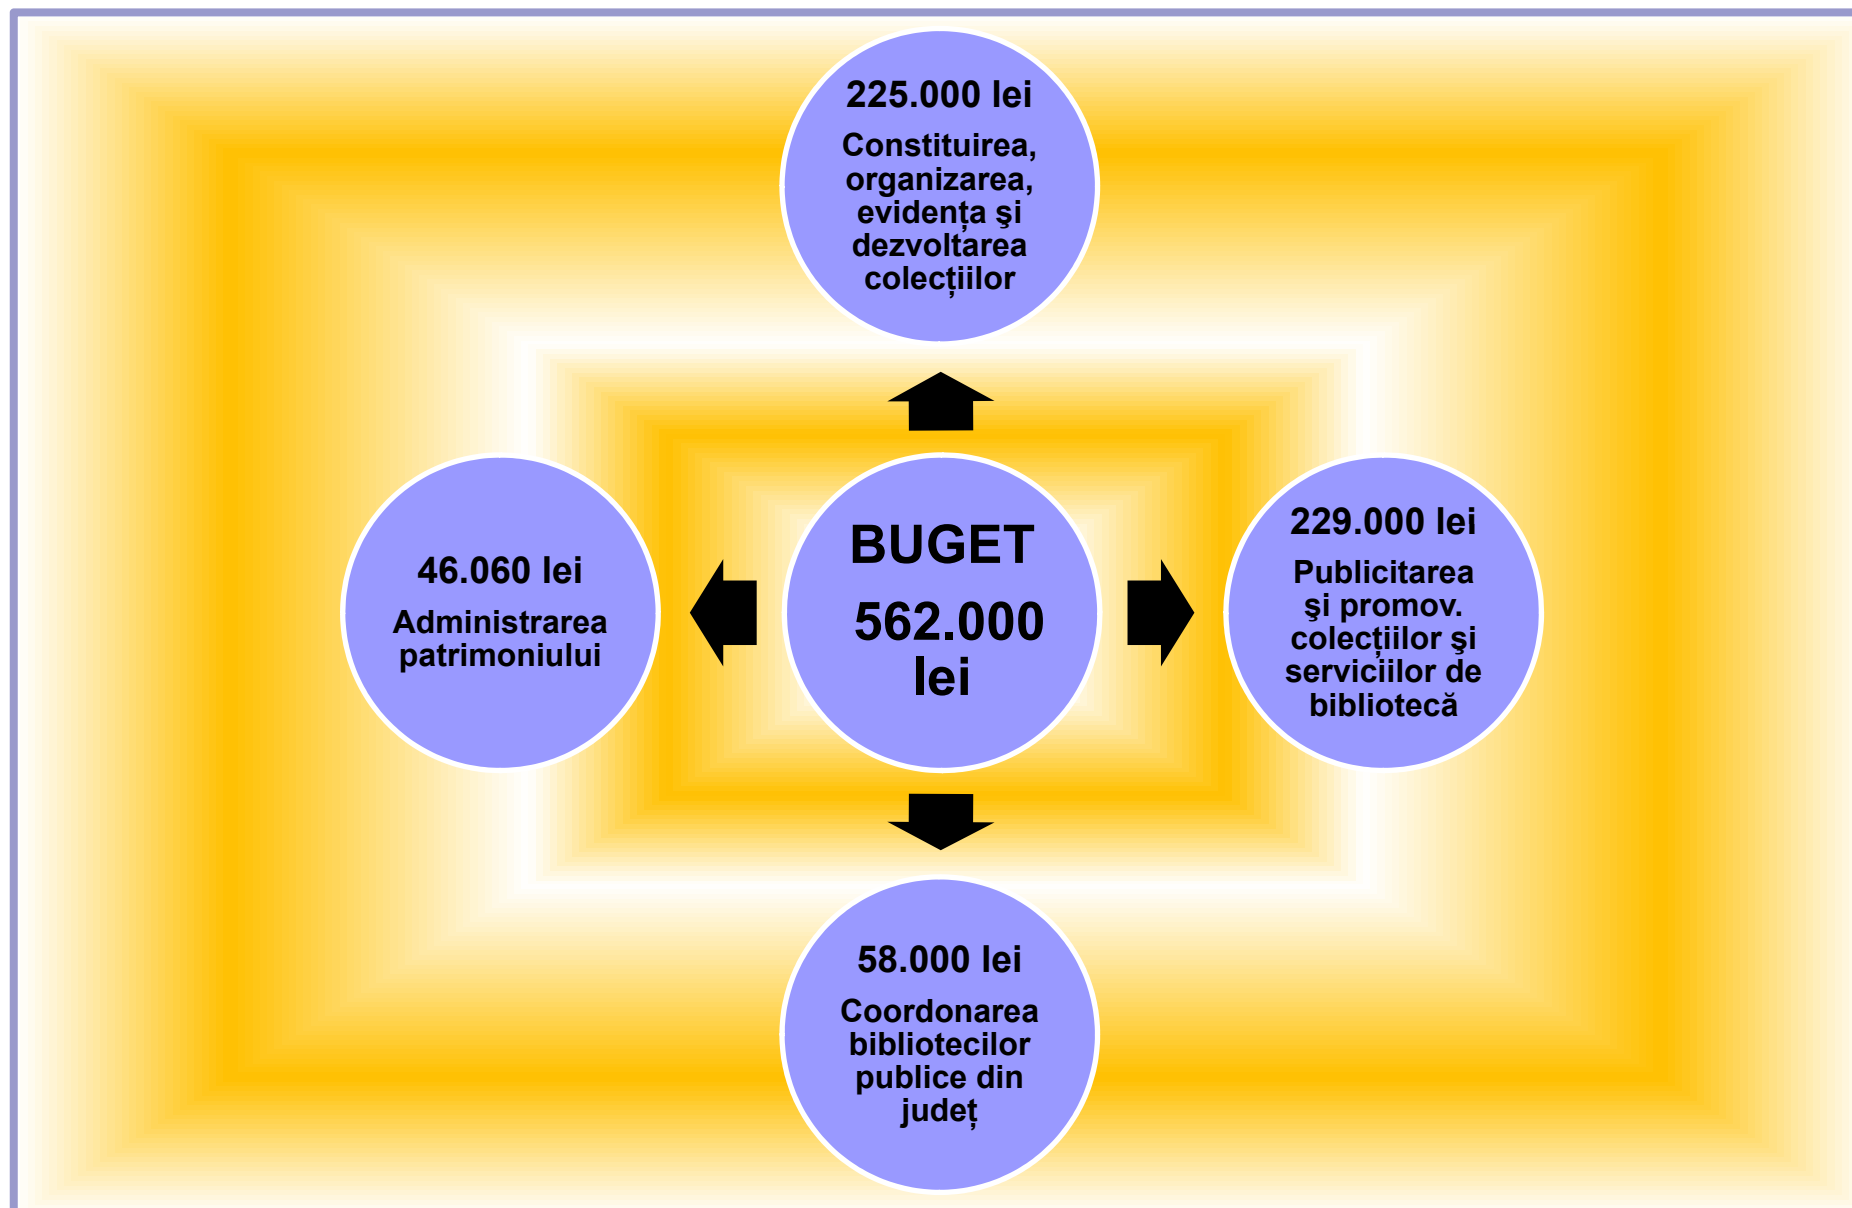 225.000 lei
Constituirea,
organizarea,
evidența şi
dezvoltarea
colecțiilor
46.060 lei
Administrarea
patrimoniului
BUGET
562.000
lei
229.000 lei
Publicitarea
şi promov.
colecțiilor şi
serviciilor de
bibliotecă
58.000 lei
Coordonarea
bibliotecilor
publice din
județ